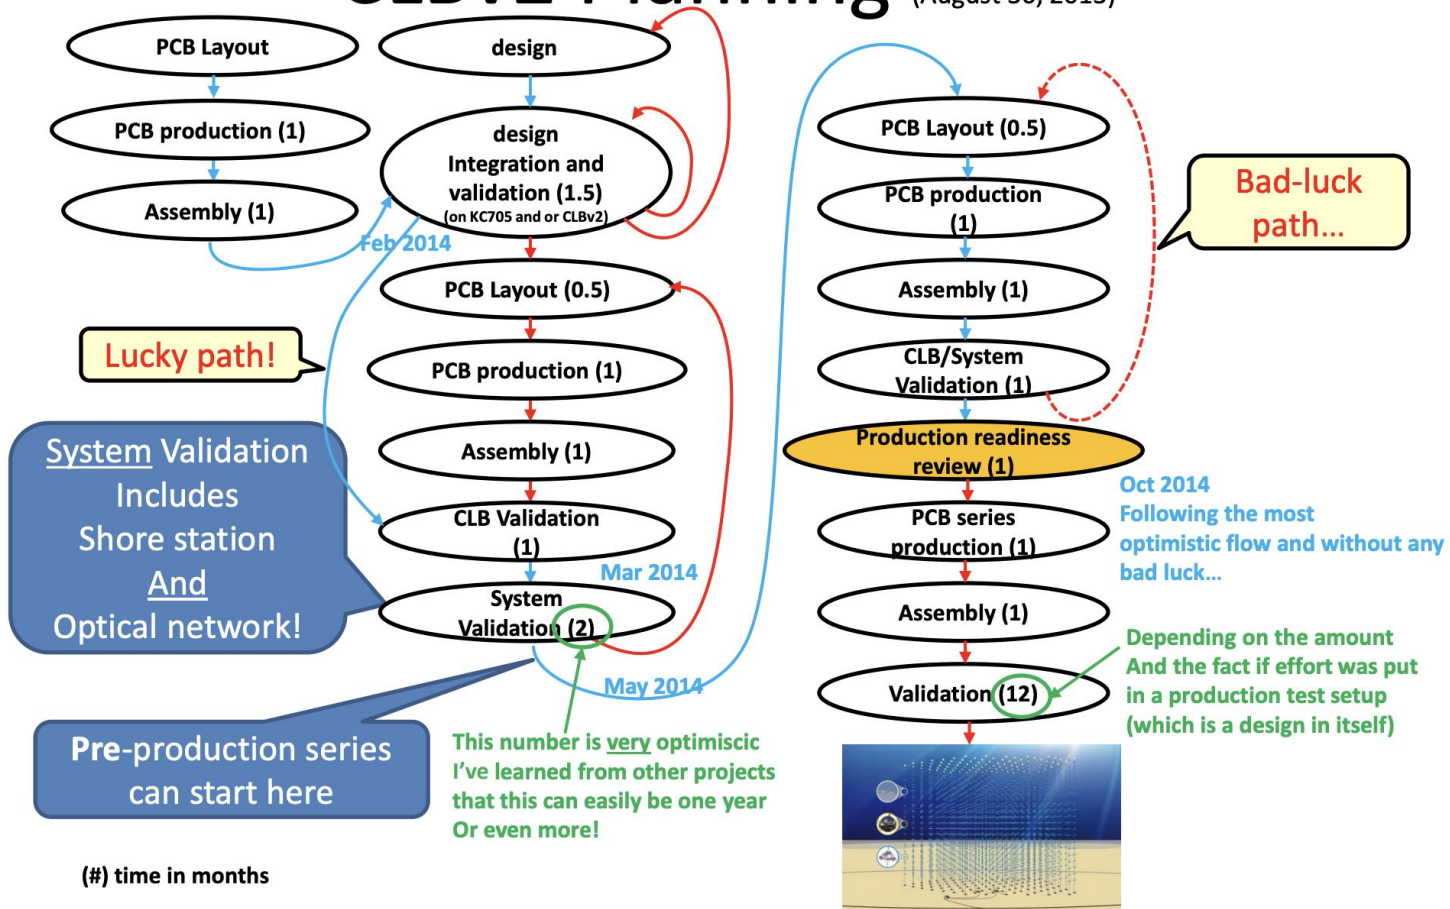 CLBv2 Planning (August 30, 2013)
PCB Layout
PCB production (1)
Assembly (1)
design
design
Integration and
validation (1.5)
(on KC705 and or CLBv2)
Feb 2014
PCB Layout (0.5)
PCB production (1)
Assembly (1)
CLB Validation
(1)
Mar 2014
System
Validation (2)
May 2014
Lucky path!
System Validation
Includes
Shore station
And
Optical network!
Pre-production series
can start here
This number is very optimiscic
I've learned from other projects
that this can easily be one year
Or even more!
(#) time in months
PCB Layout (0.5)
PCB production
(1)
Assembly (1)
CLB/System
Validation (1)
Bad-luck
path...
Production readiness
review (1)
PCB series
production (1)
Assembly (1)
Validation (12)
Oct 2014
Following the most
optimistic flow and without any
bad luck...
Depending on the amount
And the fact if effort was put
in a production test setup
(which is a design in itself)